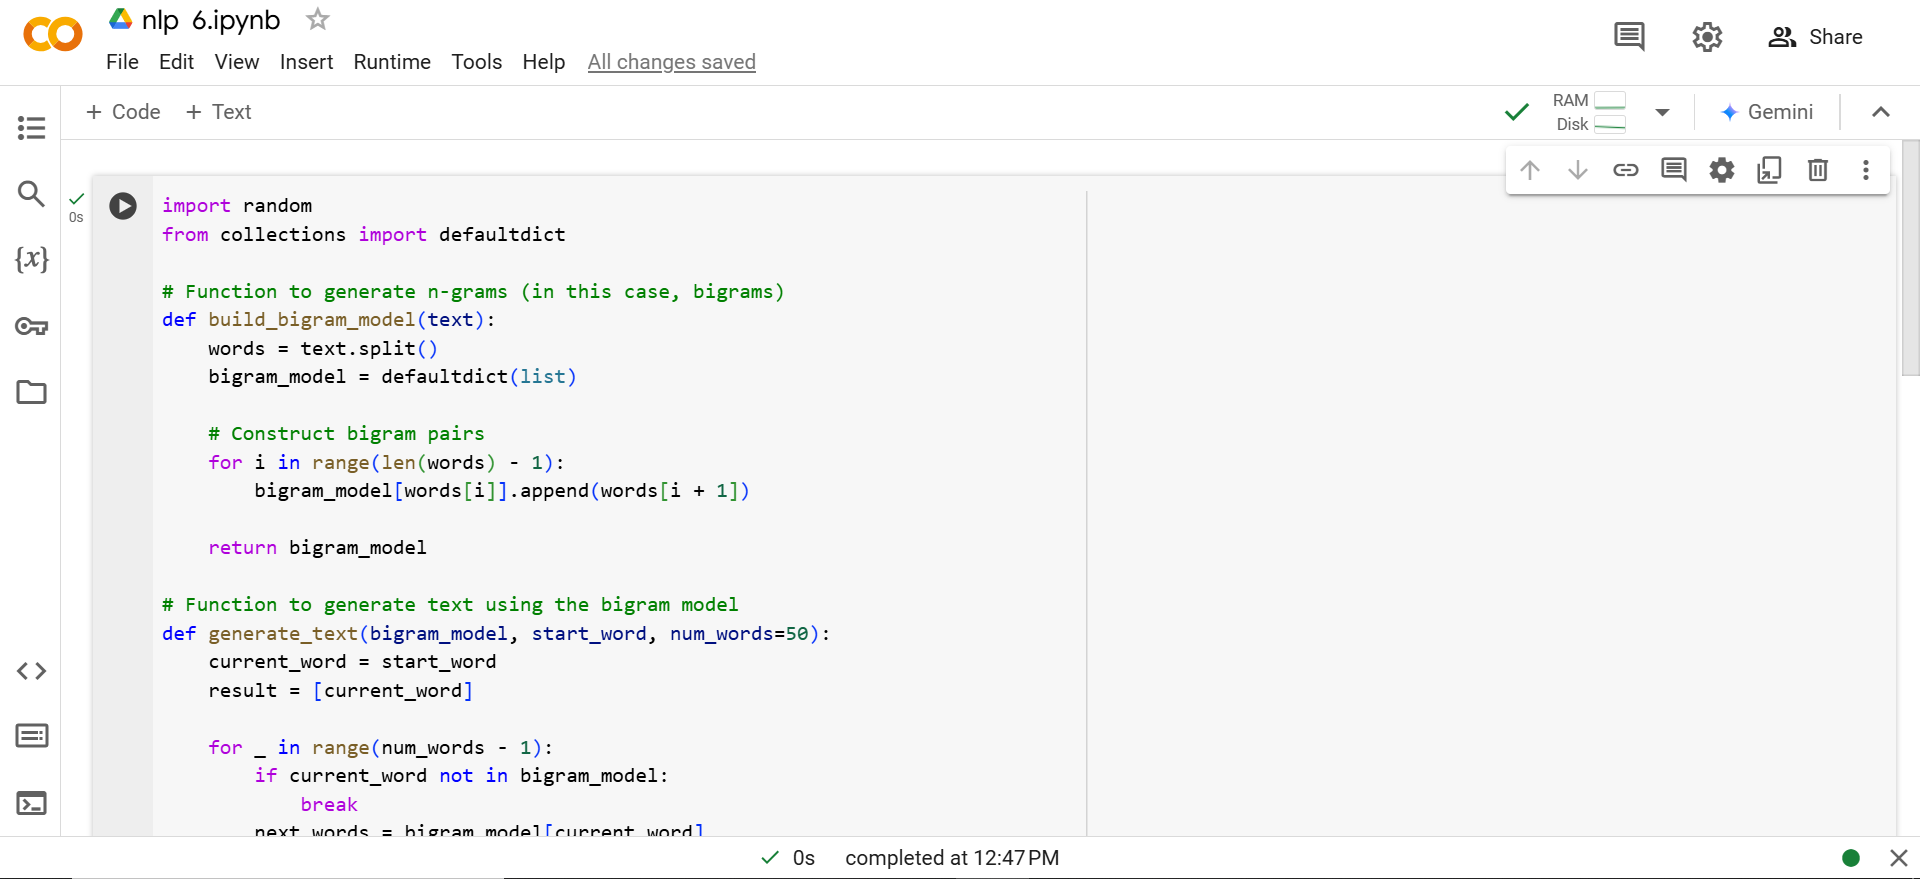 nlp 6.ipynb
File Edit View Insert Runtime Tools Help All changes saved
Share
+ Code + Text
RAM
Disk
Gemini
0s
import random
from collections import defaultdict
# Function to generate n-grams (in this case, bigrams)
def build_bigram_model(text):
    words = text.split()
    bigram_model = defaultdict(list)
    # Construct bigram pairs
    for i in range(len(words) - 1):
        bigram_model[words[i]].append(words[i + 1])
    return bigram_model
# Function to generate text using the bigram model
def generate_text(bigram_model, start_word, num_words=50):
    current_word = start_word
    result = [current_word]
    for _ in range(num_words - 1):
        if current_word not in bigram_model:
            break
        next_words = bigram_model[current_word]
0s completed at 12:47 PM